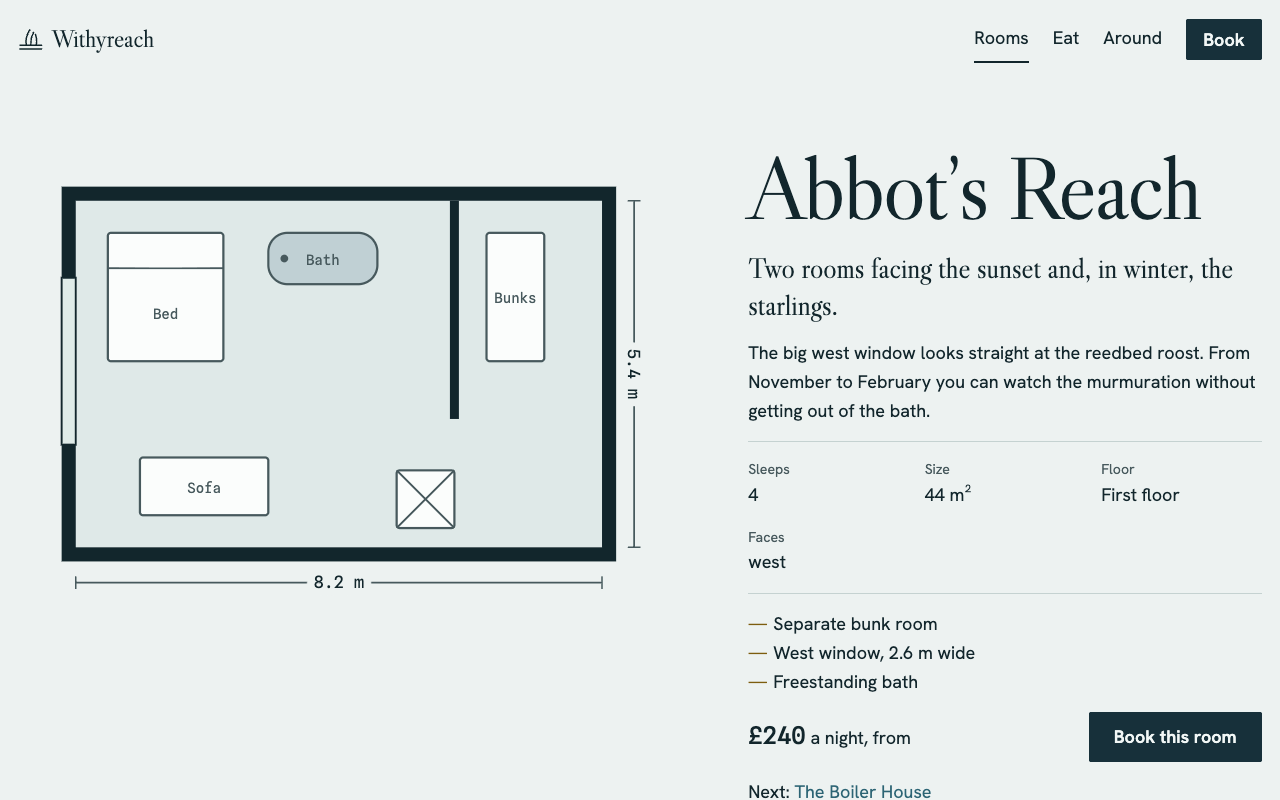 Withyreach
Rooms
Eat
Around
Book
Bed
Bath
Bunks
Sofa
5.4 m
8.2 m
Abbot’s Reach
Two rooms facing the sunset and, in winter, the
starlings.
The big west window looks straight at the reedbed roost. From
November to February you can watch the murmuration without
getting out of the bath.
Sleeps
4
Size
44 m²
Floor
First floor
Faces
west
— Separate bunk room
— West window, 2.6 m wide
— Freestanding bath
£240 a night, from
Book this room
Next: The Boiler House